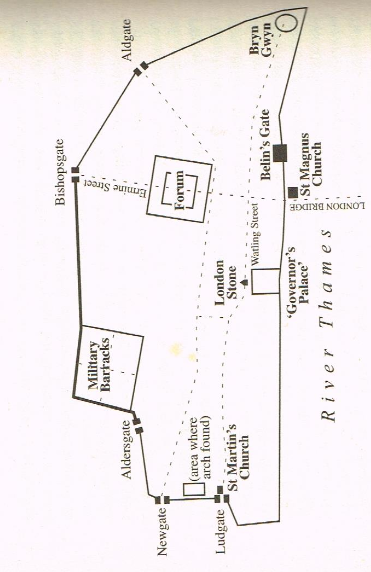 Aldgate
Bishopsgate
Ermine Street
Forum
Bryn
Gwyn
Belin's Gate
St Magnus
Church
LONDON BRIDGE
Watling Street
London
Stone
'Governor's
Palace'
River Thames
Military
Barracks
Aldersgate
(area where
arch found)
St Martin's
Church
Newgate
Ludgate